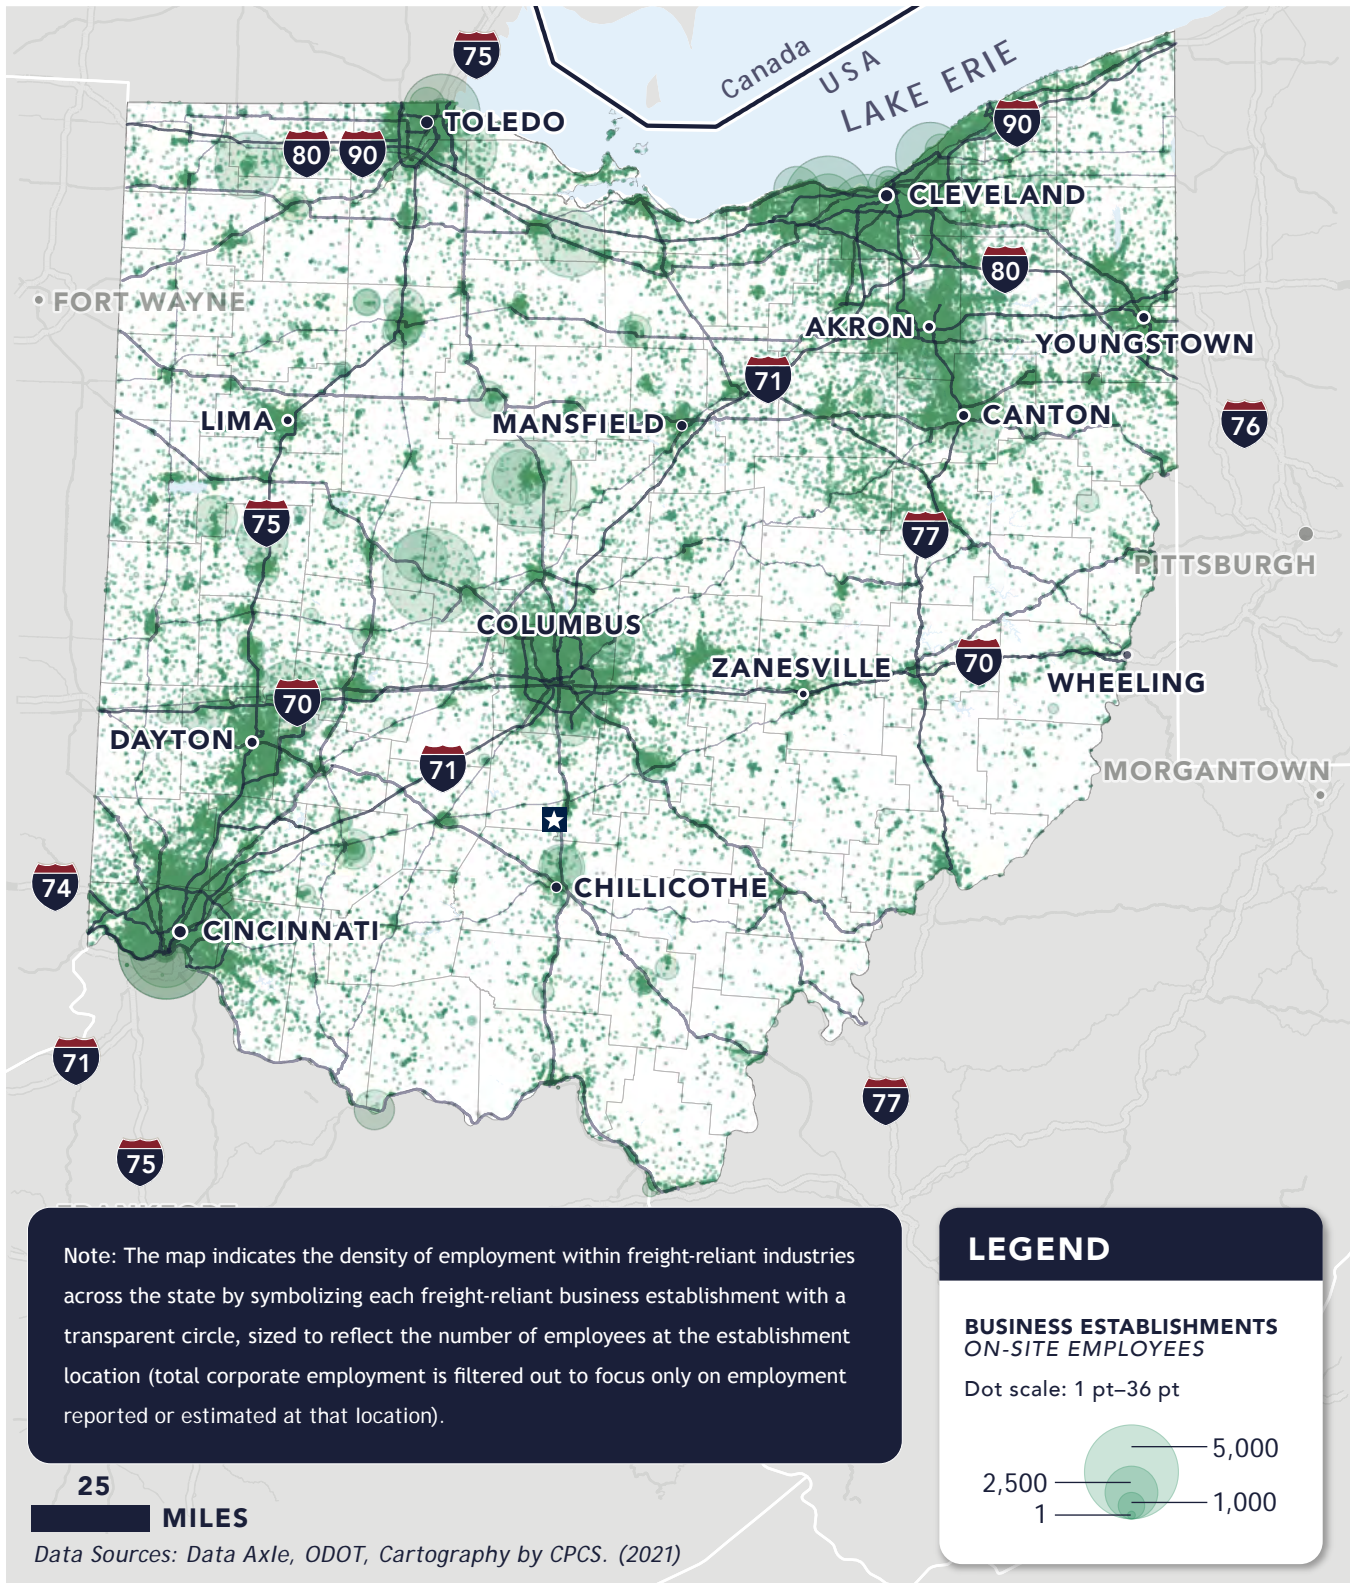 75
Canada
USA
LAKE ERIE
90
TOLEDO
80
90
CLEVELAND
80
FORT WAYNE
AKRON
YOUNGSTOWN
71
LIMA
MANSFIELD
CANTON
76
75
77
PITTSBURGH
COLUMBUS
ZANESVILLE
70
WHEELING
70
DAYTON
71
MORGANTOWN
74
CHILLICOTHE
CINCINNATI
71
77
75
FRANKFORT
Note: The map indicates the density of employment within freight-reliant industries
across the state by symbolizing each freight-reliant business establishment with a
transparent circle, sized to reflect the number of employees at the establishment
location (total corporate employment is filtered out to focus only on employment
reported or estimated at that location).
LEGEND
BUSINESS ESTABLISHMENTS
ON-SITE EMPLOYEES
Dot scale: 1 pt–36 pt
5,000
2,500
1,000
1
25
MILES
Data Sources: Data Axle, ODOT, Cartography by CPCS. (2021)